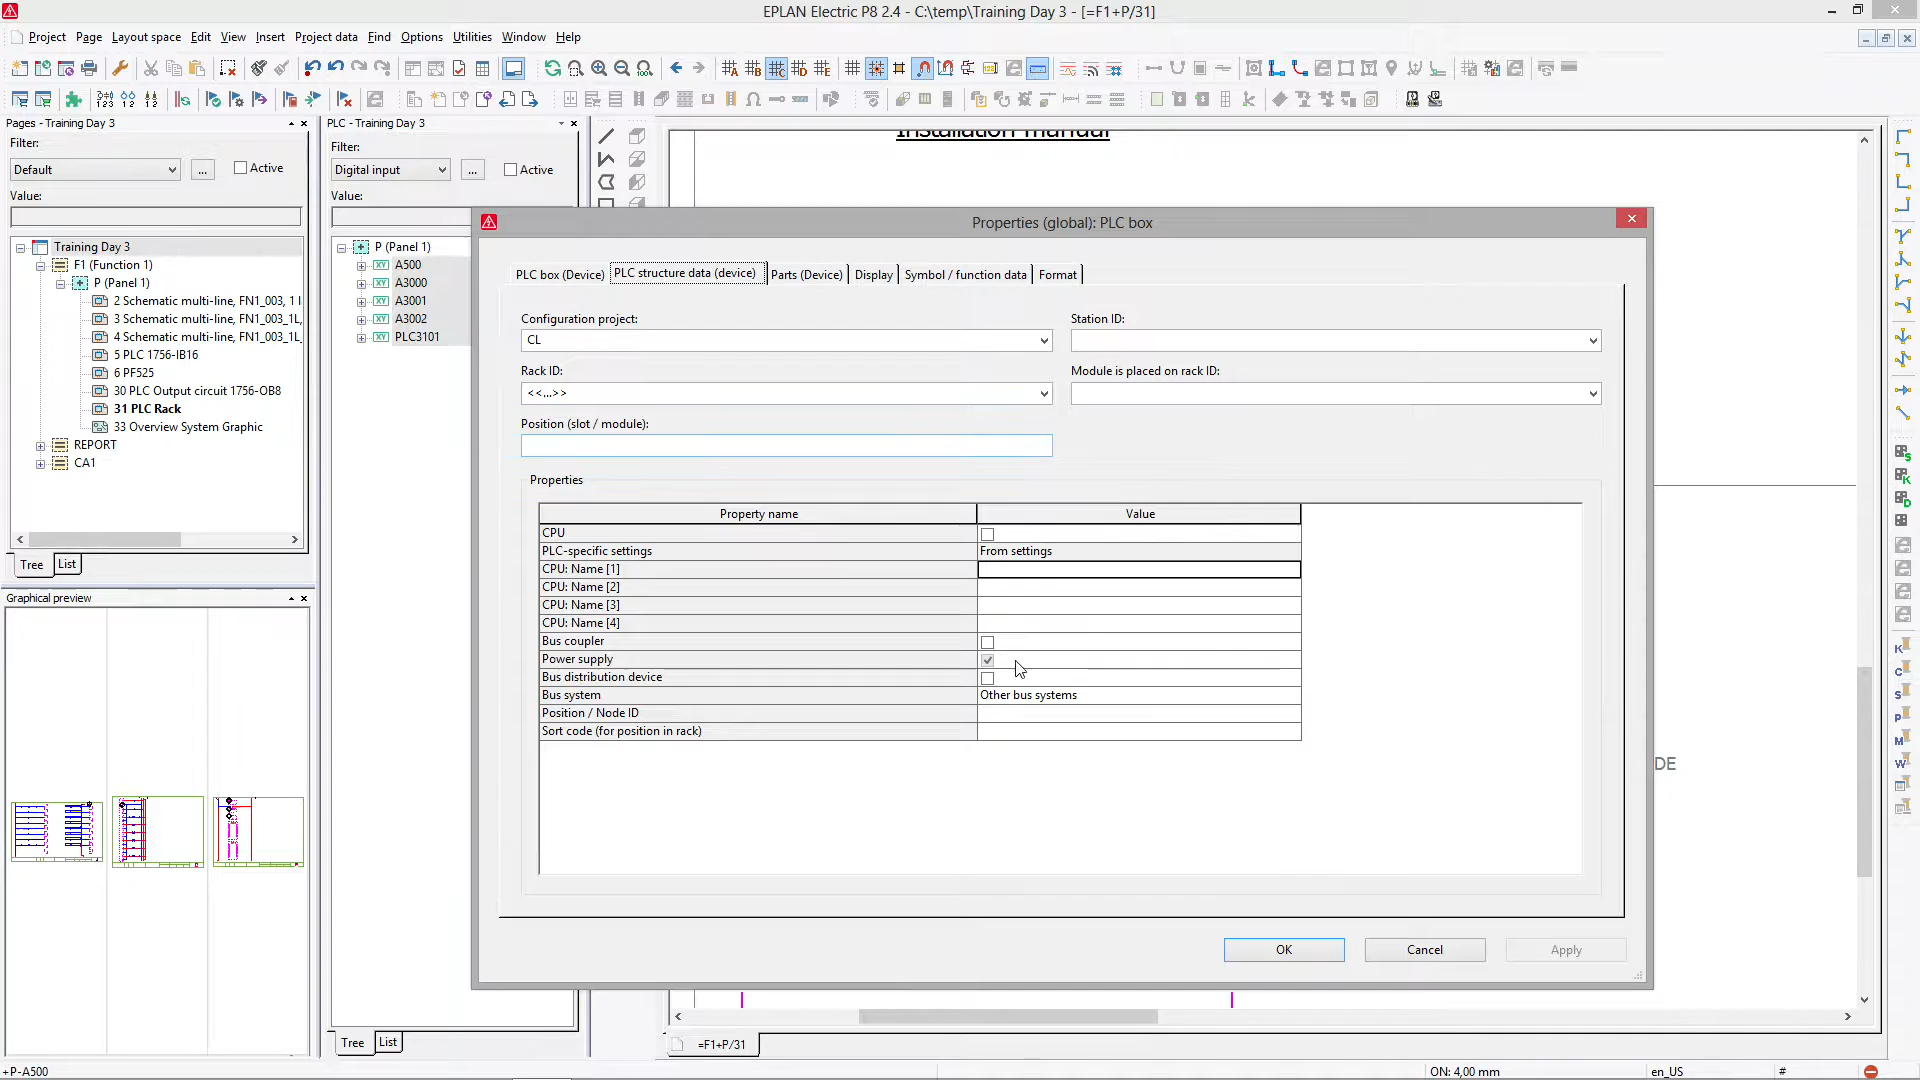 EPLAN Electric P8 2.4 - C:\temp\Training Day 3 - [=F1+P/31]
Project Page Layout space Edit View Insert Project data Find Options Utilities Window Help
Pages - Training Day 3
Filter:
Default
...
Active
Value:
Training Day 3
F1 (Function 1)
P (Panel 1)
2 Schematic multi-line, FN1_003, 1
3 Schematic multi-line, FN1_003_1L,
4 Schematic multi-line, FN1_003_1L
5 PLC 1756-IB16
6 PF525
30 PLC Output circuit 1756-OB8
31 PLC Rack
33 Overview System Graphic
REPORT
CA1
Tree List
Graphical preview
PLC - Training Day 3
Filter:
Digital input
...
Active
Value:
P (Panel 1)
A500
A3000
A3001
A3002
PLC3101
Tree List
Installation manual
Properties (global): PLC box
PLC box (Device) PLC structure data (device) Parts (Device) Display Symbol / function data Format
Configuration project:
CL
Station ID:
Rack ID:
<<...>>
Module is placed on rack ID:
Position (slot / module):
Properties
Property name Value
CPU
PLC-specific settings From settings
CPU: Name [1]
CPU: Name [2]
CPU: Name [3]
CPU: Name [4]
Bus coupler
Power supply
Bus distribution device
Bus system Other bus systems
Position / Node ID
Sort code (for position in rack)
OK Cancel Apply
DE
=F1+P/31
+P-A500
ON: 4,00 mm
en_US
#